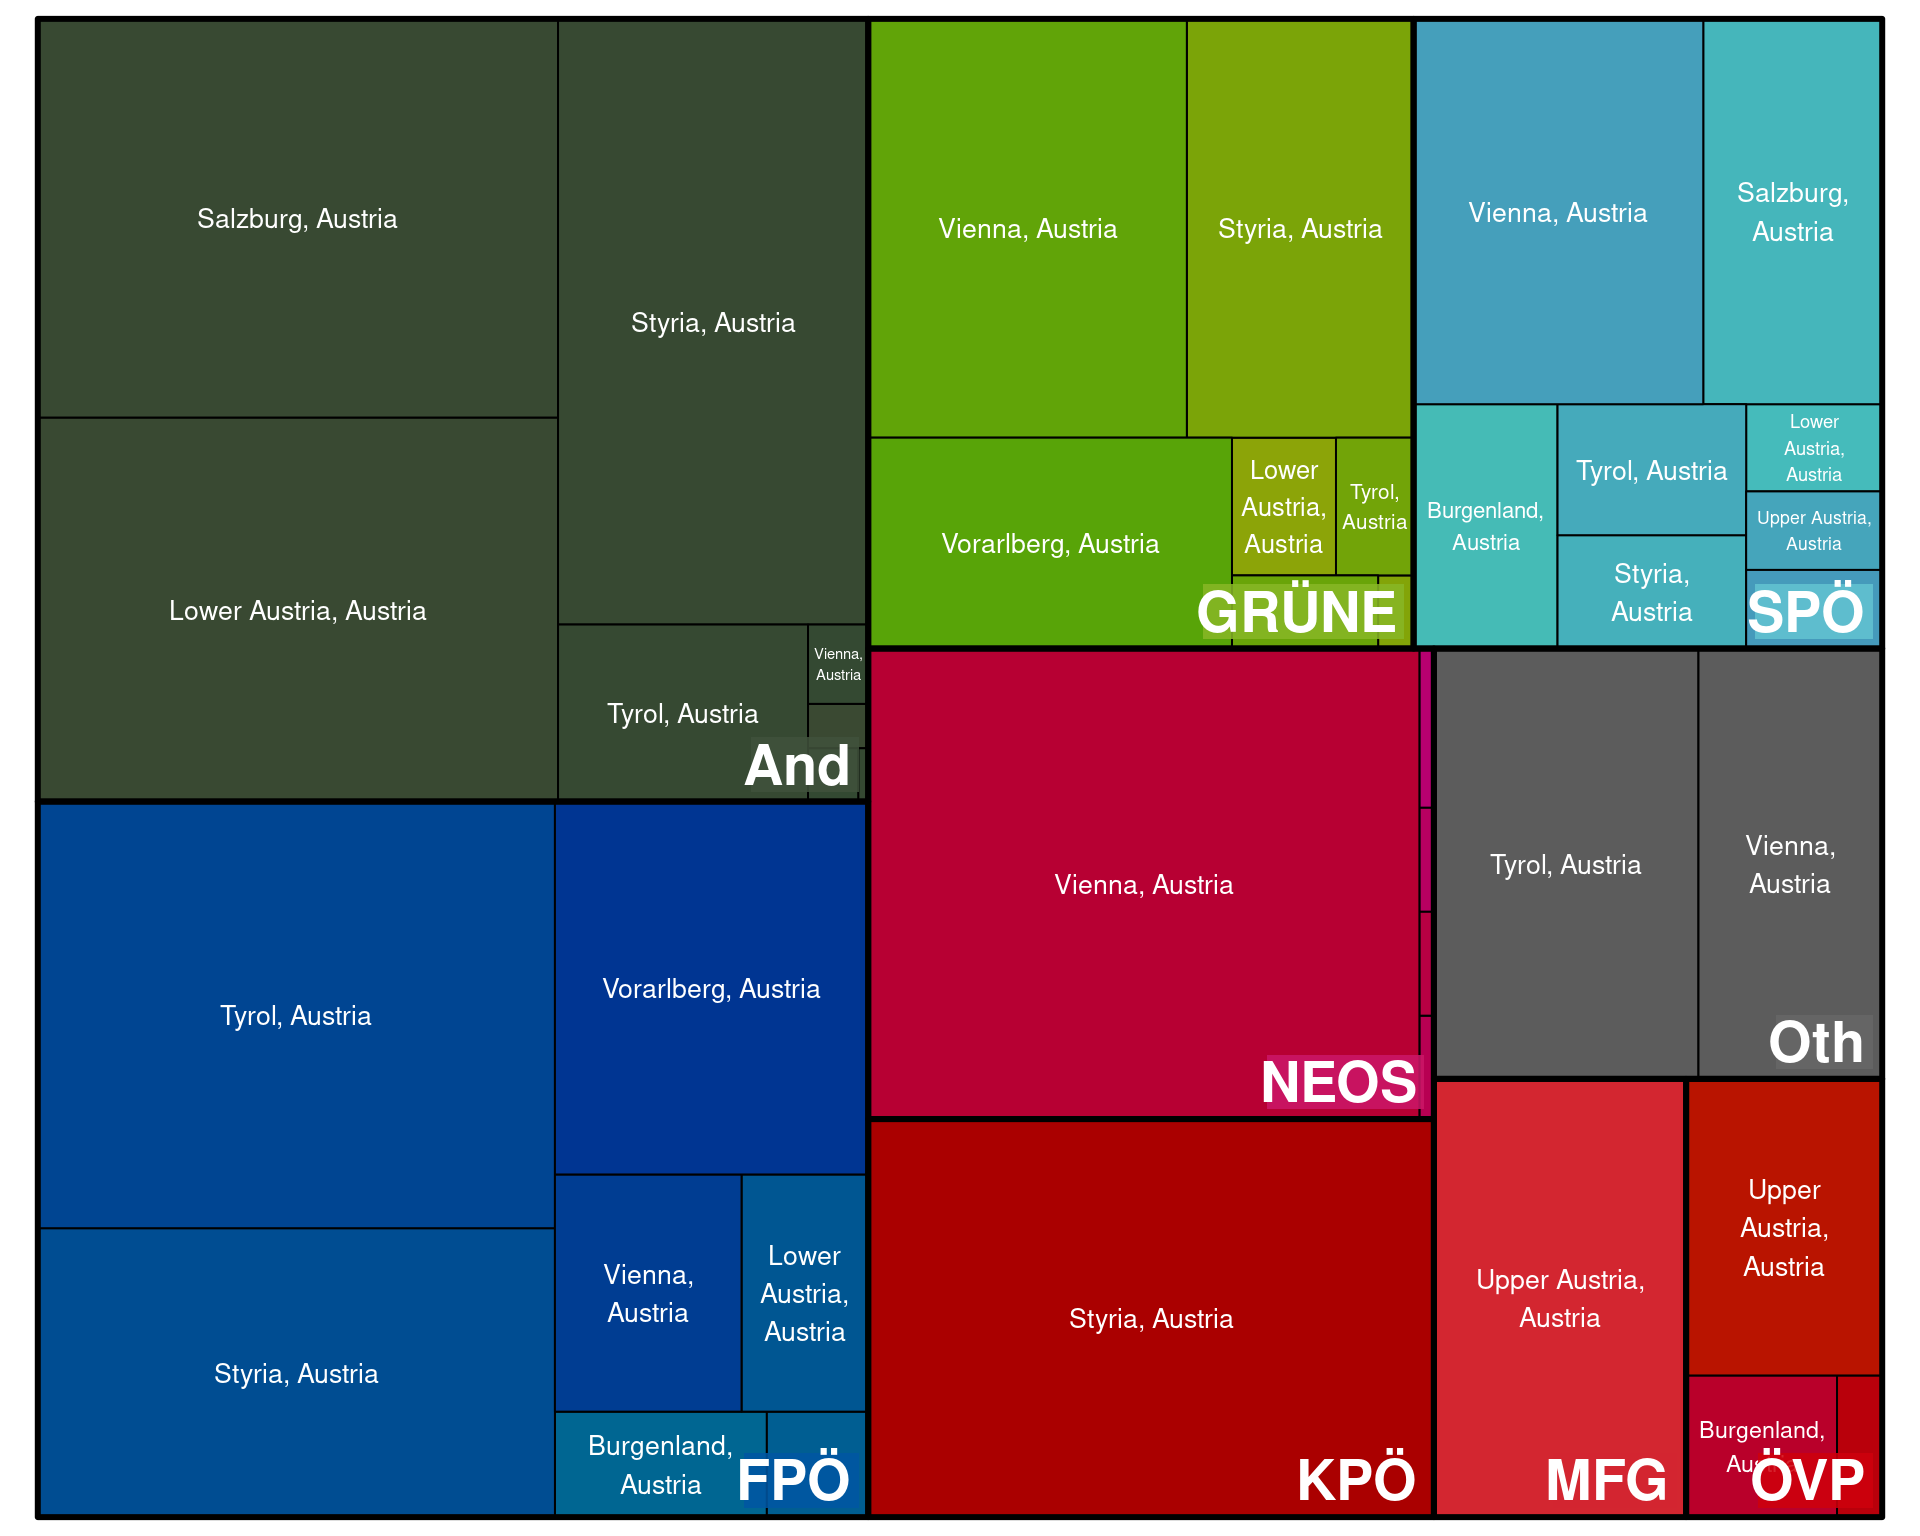 Salzburg, Austria
Styria, Austria
Lower Austria, Austria
Tyrol, Austria
Vienna,
Austria
And
Vienna, Austria
Styria, Austria
Vorarlberg, Austria
Lower
Austria,
Austria
Tyrol,
Austria
GRÜNE
Vienna, Austria
Salzburg,
Austria
Burgenland,
Austria
Tyrol, Austria
Styria,
Austria
Lower
Austria,
Austria
Upper Austria,
Austria
SPÖ
Tyrol, Austria
Vorarlberg, Austria
Styria, Austria
Vienna,
Austria
Lower
Austria,
Austria
Burgenland,
Austria
FPÖ
Vienna, Austria
NEOS
Tyrol, Austria
Vienna,
Austria
Oth
Styria, Austria
KPÖ
Upper Austria,
Austria
MFG
Upper
Austria,
Austria
Burgenland,
ÖVP